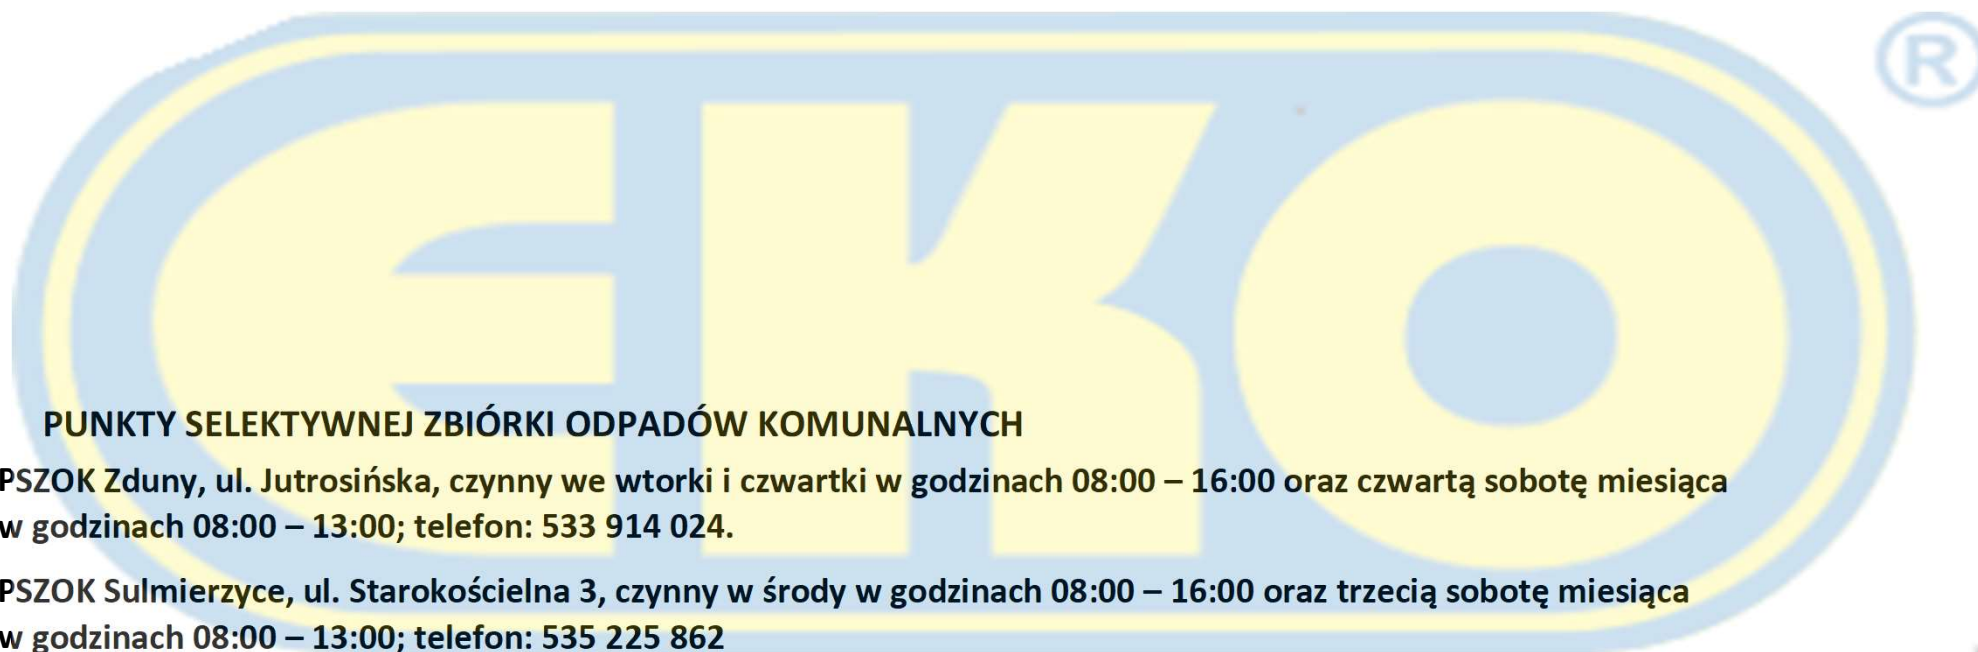 EKO
®
PUNKTY SELEKTYWNEJ ZBIÓRKI ODPADÓW KOMUNALNYCH
PSZOK Zduny, ul. Jutrosińska, czynny we wtorki i czwartki w godzinach 08:00 – 16:00 oraz czwartą sobotę miesiąca
w godzinach 08:00 – 13:00; telefon: 533 914 024.
PSZOK Sulmierzyce, ul. Starokościelna 3, czynny w środy w godzinach 08:00 – 16:00 oraz trzecią sobotę miesiąca
w godzinach 08:00 – 13:00; telefon: 535 225 862